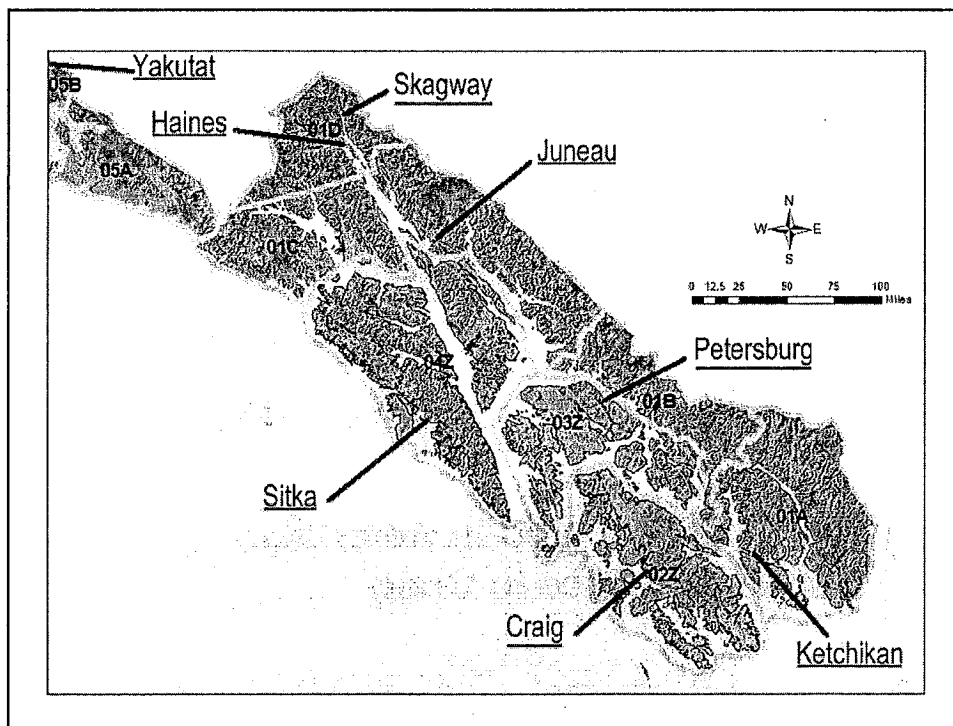 Yakutat
05B
Skagway
Haines
01D
Juneau
05A
01C
N
W E
S
0 12.5 25 50 75 100
Miles
04Z
Petersburg
01B
03Z
Sitka
01A
02Z
Craig
Ketchikan